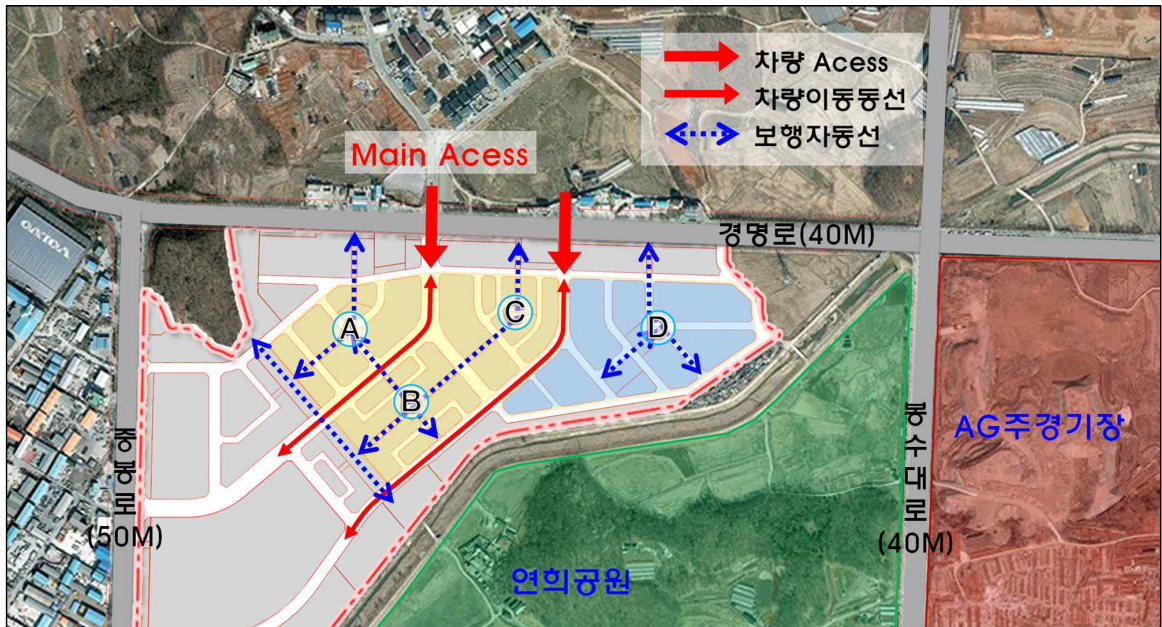 차량 Acess
차량이동동선
보행자동선
Main Acess
경명로(40M)
VOLVO
A
C
D
B
중봉로
(50M)
봉수대로
(40M)
AG주경기장
연희공원